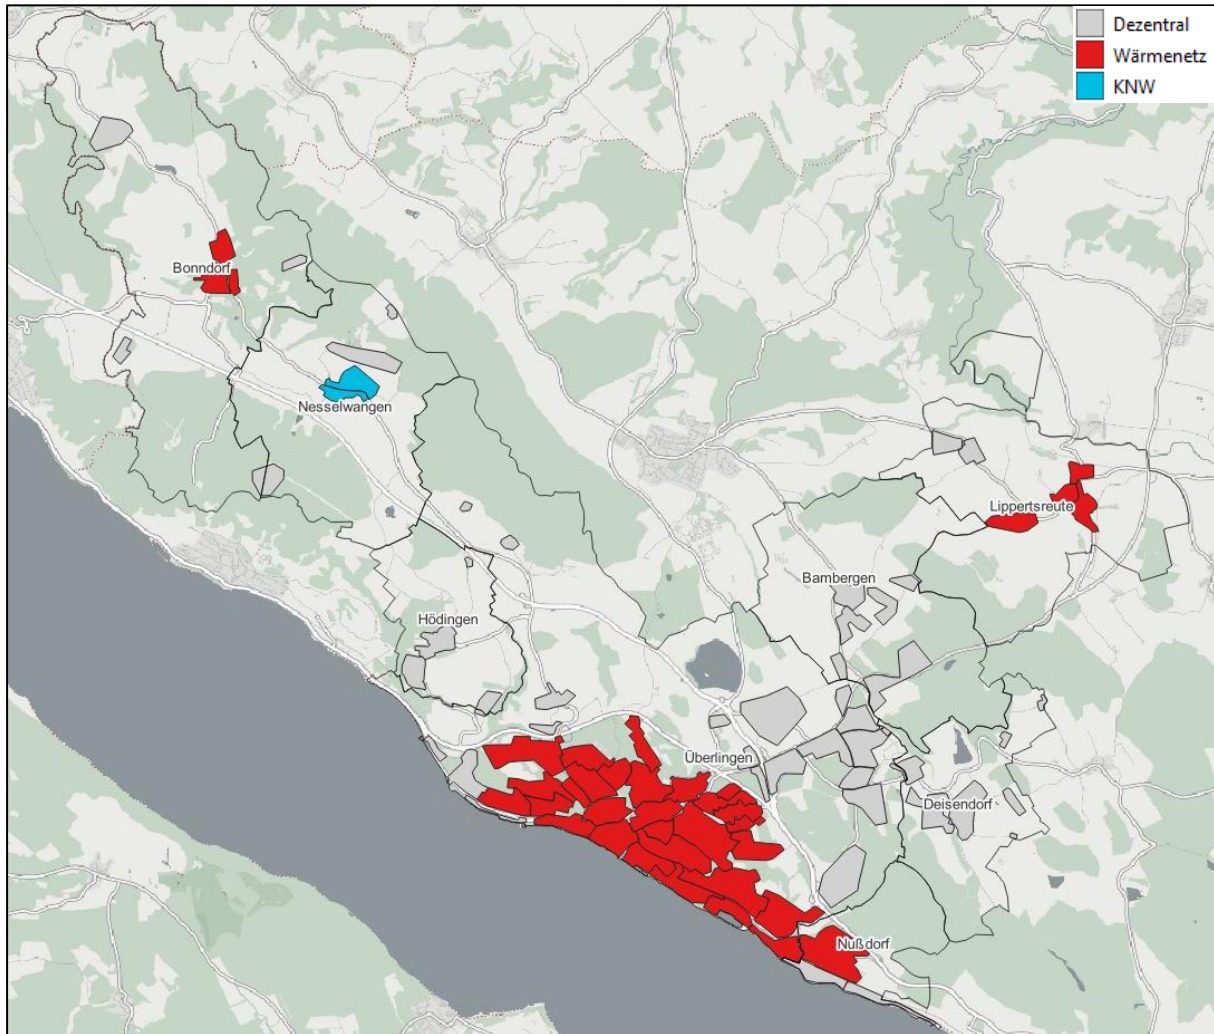 Dezentral
Wärmenetz
KNW
Bonndorf
Nesselwangen
Lippertsreute
Bambergen
Hödingen
Überlingen
Deisendorf
Nußdorf